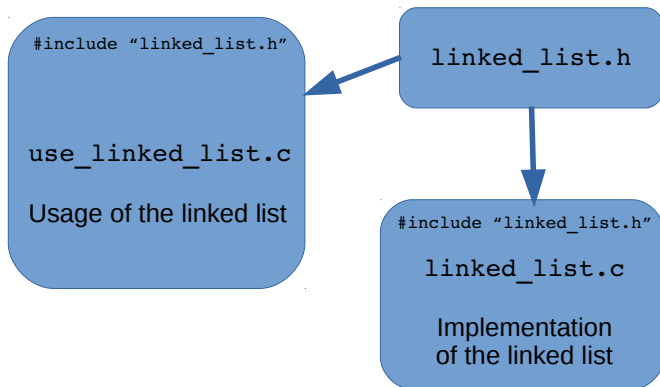 #include “linked_list.h”
use_linked_list.c
Usage of the linked list
linked_list.h
#include “linked_list.h”
linked_list.c
Implementation
of the linked list